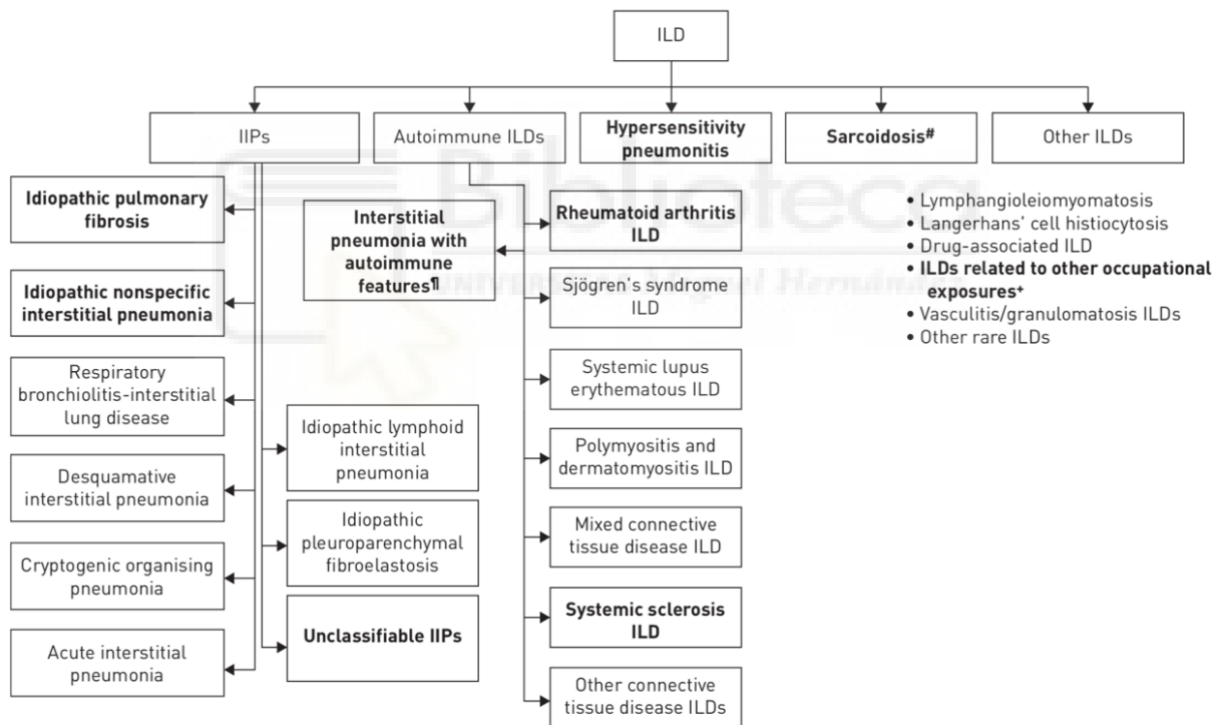 ILD
IIPs
Autoimmune ILDs
Hypersensitivity
pneumonitis
Sarcoidosis#
Other ILDs
Idiopathic pulmonary
fibrosis
Idiopathic nonspecific
interstitial pneumonia
Respiratory
bronchiolitis-interstitial
lung disease
Desquamative
interstitial pneumonia
Cryptogenic organising
pneumonia
Acute interstitial
pneumonia
Idiopathic lymphoid
interstitial
pneumonia
Idiopathic
pleuroparenchymal
fibroelastosis
Unclassifiable IIPs
Interstitial
pneumonia with
autoimmune
features¶
Rheumatoid arthritis
ILD
Sjögren's syndrome
ILD
Systemic lupus
erythematous ILD
Polymyositis and
dermatomyositis ILD
Mixed connective
tissue disease ILD
Systemic sclerosis
ILD
Other connective
tissue disease ILDs
• Lymphangioleiomyomatosis
• Langerhans' cell histiocytosis
• Drug-associated ILD
• ILDs related to other occupational
exposures+
• Vasculitis/granulomatosis ILDs
• Other rare ILDs
Biblioteca
UNIVERSITAS Miguel Hernández